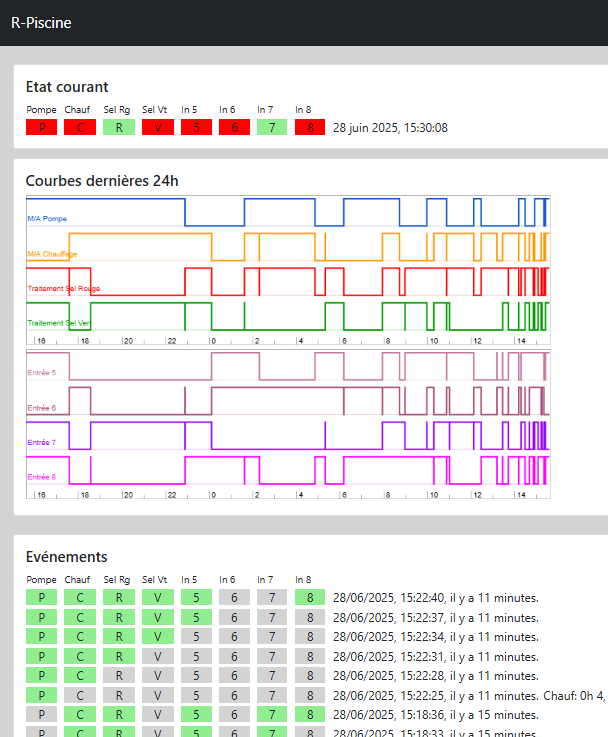 R-Piscine
Etat courant
Pompe Chauf Sel Rg Sel Vt In 5 In 6 In 7 In 8
P C R V 5 6 7 8 28 juin 2025, 15:30:08
Courbes dernières 24h
M/A Pompe
M/A Chauffage
Traitement Sel Rouge
Traitement Sel Vert
16 18 20 22 0 2 4 6 8 10 12 14
Entrée 5
Entrée 6
Entrée 7
Entrée 8
16 18 20 22 0 2 4 6 8 10 12 14
Evénements
Pompe Chauf Sel Rg Sel Vt In 5 In 6 In 7 In 8
P C R V 5 6 7 8 28/06/2025, 15:22:40, il y a 11 minutes.
P C R V 5 6 7 8 28/06/2025, 15:22:37, il y a 11 minutes.
P C R V 5 6 7 8 28/06/2025, 15:22:34, il y a 11 minutes.
P C R V 5 6 7 8 28/06/2025, 15:22:31, il y a 11 minutes.
P C R V 5 6 7 8 28/06/2025, 15:22:28, il y a 11 minutes.
P C R V 5 6 7 8 28/06/2025, 15:22:25, il y a 11 minutes. Chauf: 0h 4,
P C R V 5 6 7 8 28/06/2025, 15:18:36, il y a 15 minutes.
P C R V 5 6 7 8 28/06/2025, 15:18:33, il y a 15 minutes.